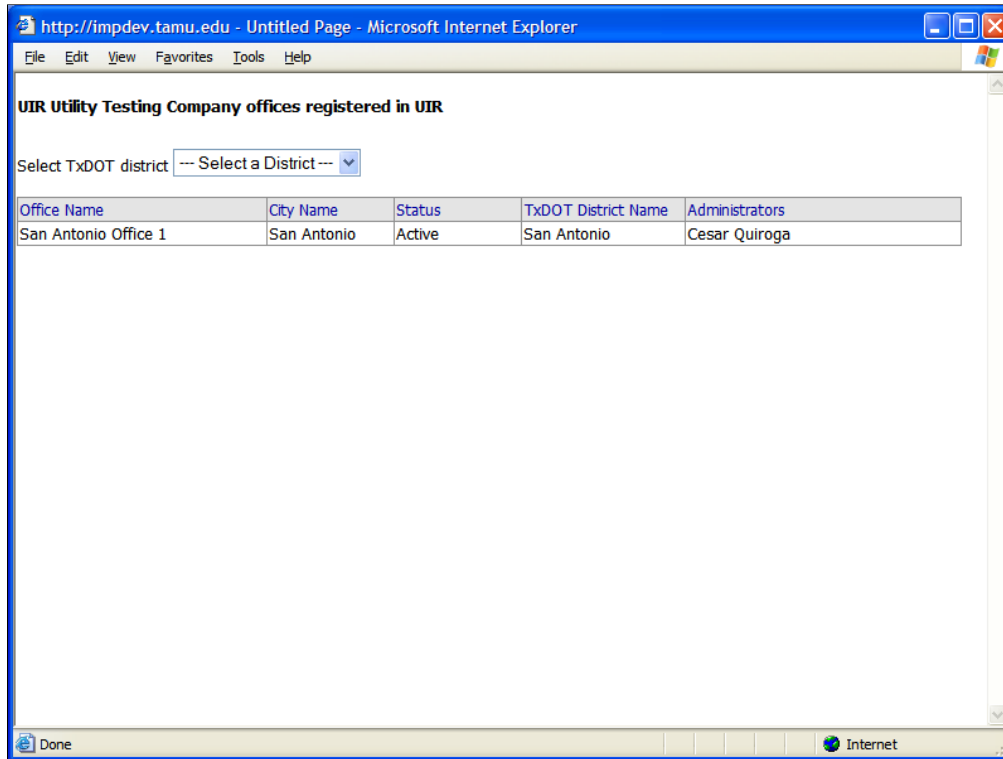 http://impdev.tamu.edu - Untitled Page - Microsoft Internet Explorer
File Edit View Favorites Tools Help
UIR Utility Testing Company offices registered in UIR
Select TxDOT district --- Select a District ---
Office Name City Name Status TxDOT District Name Administrators
San Antonio Office 1 San Antonio Active San Antonio Cesar Quiroga
Done Internet